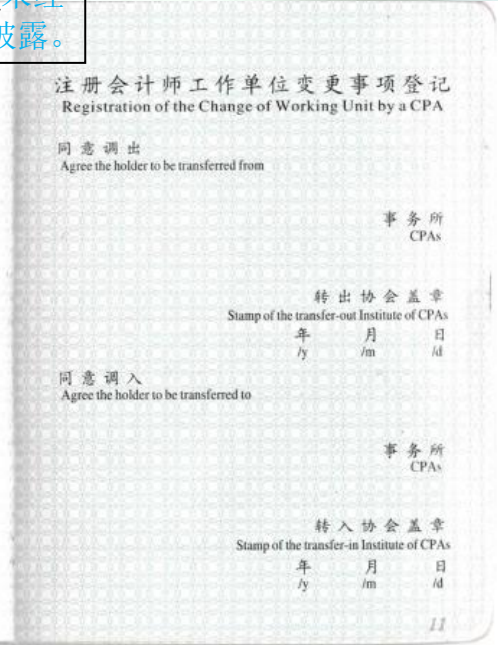 披露。
注册会计师工作单位变更事项登记
Registration of the Change of Working Unit by a CPA
同意调出
Agree the holder to be transferred from
事务所
CPAs
转出协会盖章
Stamp of the transfer-out Institute of CPAs
年 月 日
/y /m /d
同意调入
Agree the holder to be transferred to
事务所
CPAs
转入协会盖章
Stamp of the transfer-in Institute of CPAs
年 月 日
/y /m /d
11